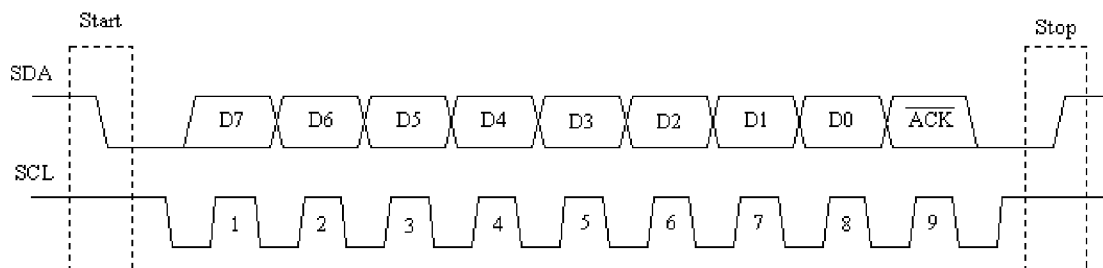 Start
Stop
SDA
D7 D6 D5 D4 D3 D2 D1 D0 ACK
SCL
1 2 3 4 5 6 7 8 9